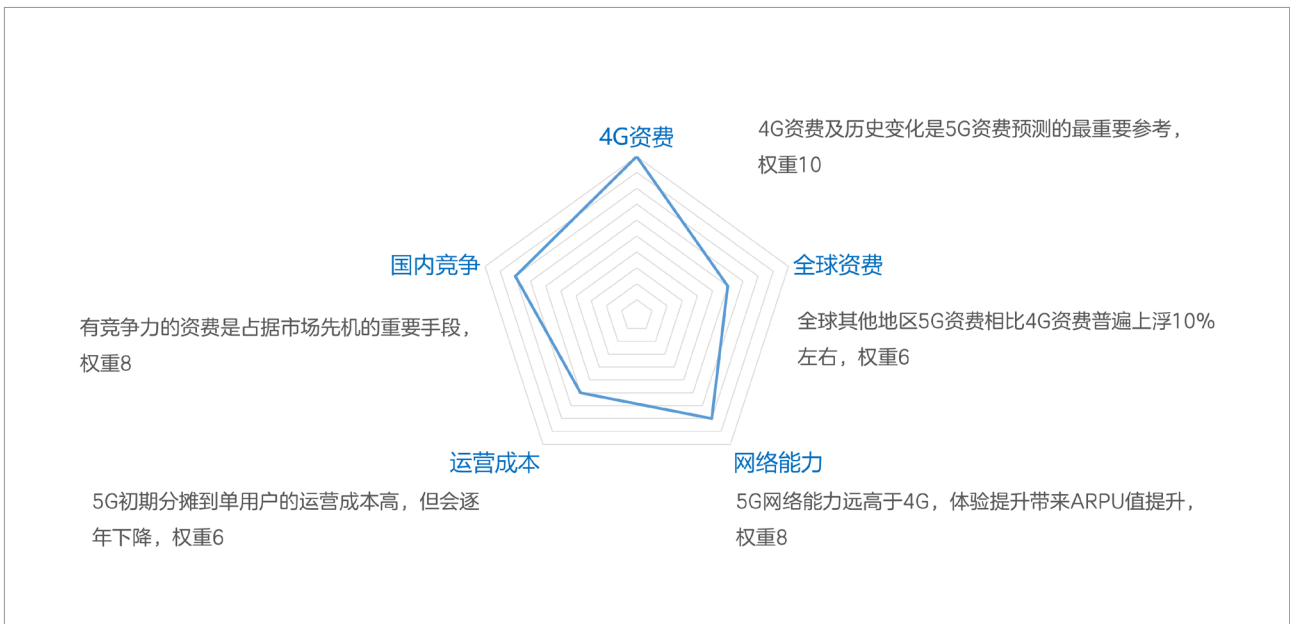 4G资费
4G资费及历史变化是5G资费预测的最重要参考，
权重10
国内竞争
全球资费
有竞争力的资费是占据市场先机的重要手段，
权重8
全球其他地区5G资费相比4G资费普遍上浮10%
左右，权重6
运营成本
网络能力
5G初期分摊到单用户的运营成本高，但会逐
年下降，权重6
5G网络能力远高于4G，体验提升带来ARPU值提升，
权重8